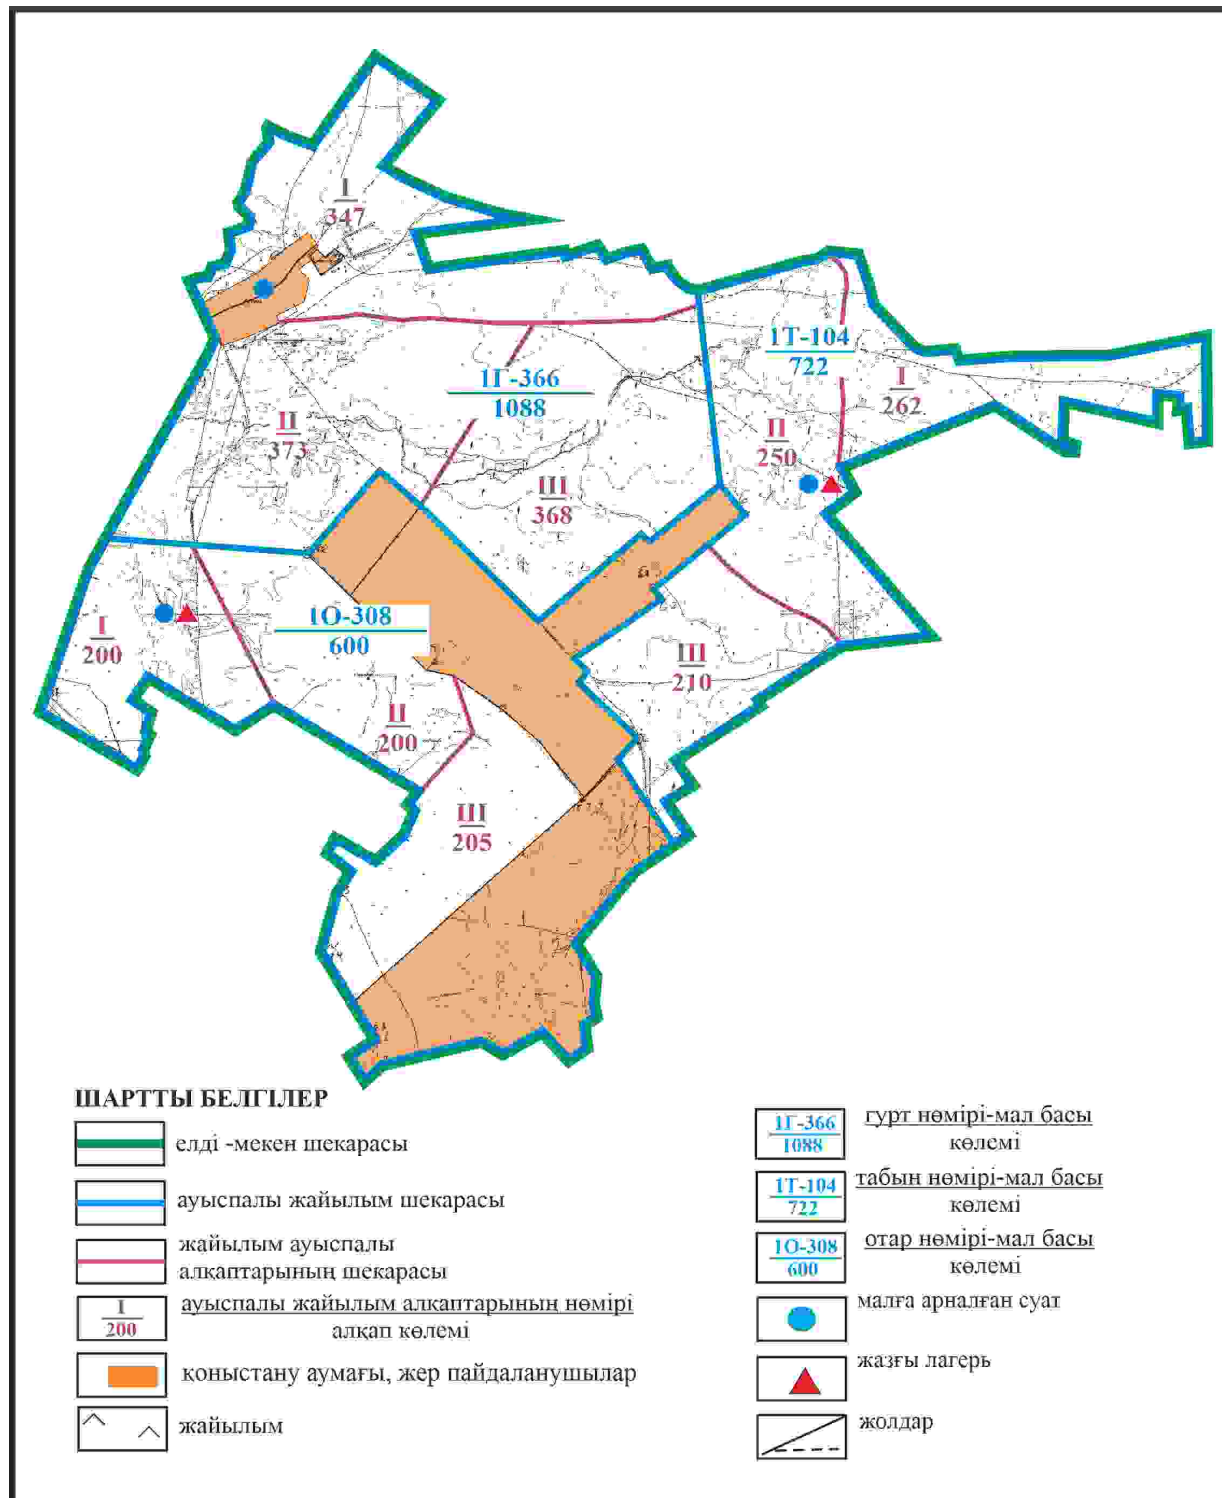 I
347
1Т-104
722
1Г-366
1088
I
262
II
373
II
250
III
368
1О-308
600
I
200
III
210
II
200
III
205
ШАРТТЫ БЕЛГІЛЕР
елді -мекен шекарасы
ауыспалы жайылым шекарасы
жайылым ауыспалы
алқаптарының шекарасы
I
200
ауыспалы жайылым алқаптарының нөмірі
алқап көлемі
қоныстану аумағы, жер пайдаланушылар
жайылым
1Г-366
1088
гурт нөмірі-мал басы
көлемі
1Т-104
722
табын нөмірі-мал басы
көлемі
1О-308
600
отар нөмірі-мал басы
көлемі
малға арналған суат
жазғы лагерь
жолдар